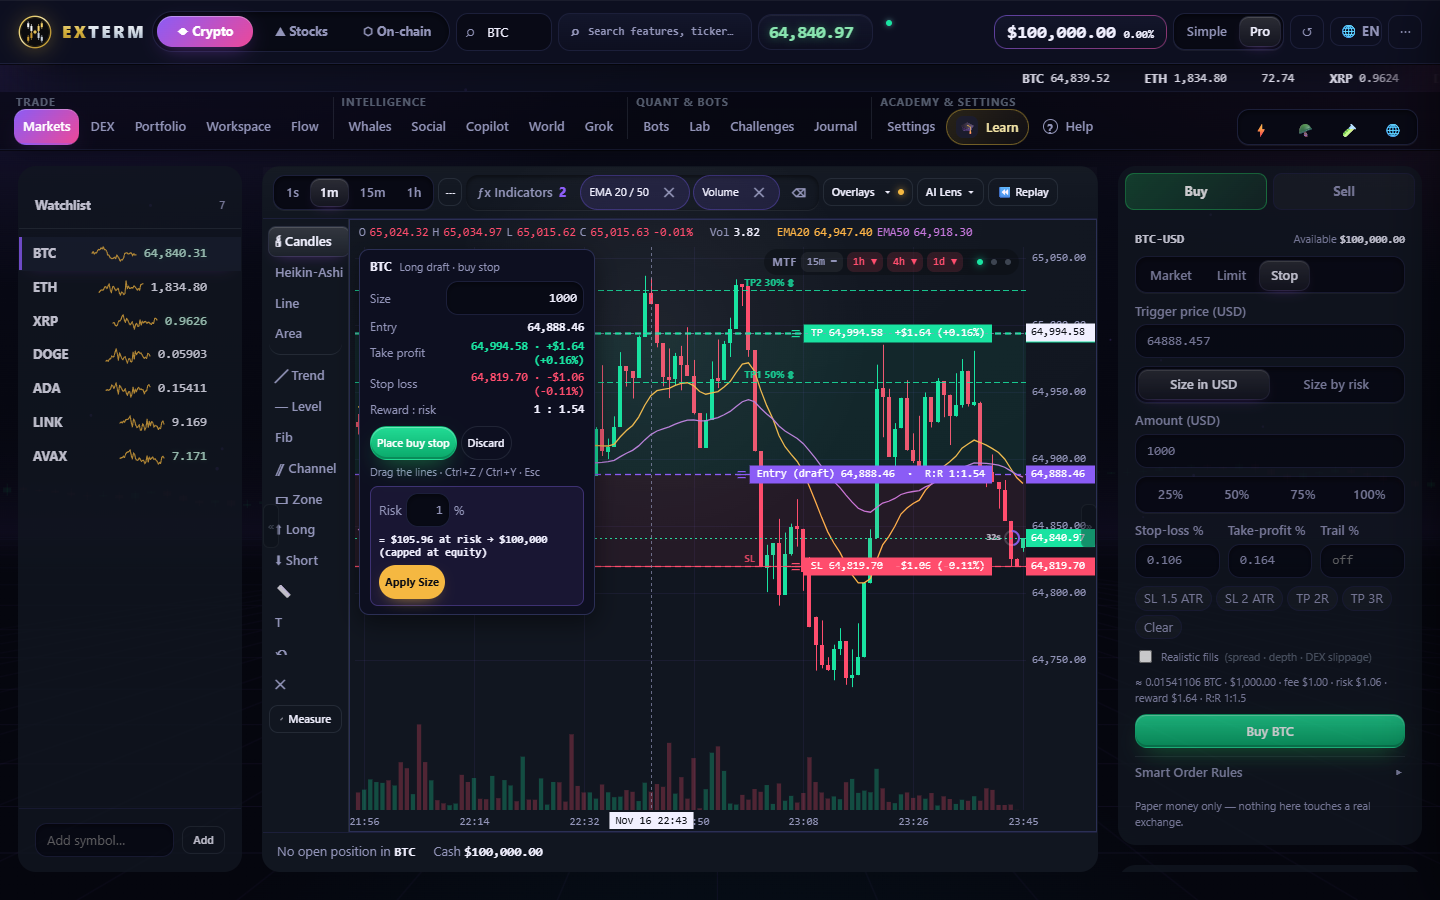 EXTERM
Crypto
Stocks
On-chain
BTC
search features, ticker…
64,840.97
$100,000.00 0.00%
Simple
Pro
EN
BTC 64,839.52
ETH 1,834.80
72.74
XRP 0.9624
TRADE
INTELLIGENCE
QUANT & BOTS
ACADEMY & SETTINGS
Markets
DEX
Portfolio
Workspace
Flow
Whales
Social
Copilot
World
Grok
Bots
Lab
Challenges
Journal
Settings
Learn
? Help
Watchlist 7
BTC 64,840.31
ETH 1,834.80
XRP 0.9626
DOGE 0.05903
ADA 0.15411
LINK 9.169
AVAX 7.171
Add symbol…
Add
1s
1m
15m
1h
ƒx Indicators 2
EMA 20 / 50
Volume
Overlays
AI Lens
Replay
Candles
Heikin-Ashi
Line
Area
Trend
Level
Fib
Channel
Zone
Long
Short
T
Measure
O 65,024.32 H 65,034.97 L 65,015.62 C 65,015.63 -0.01% Vol 3.82 EMA20 64,947.40 EMA50 64,918.30
MTF 15m 1h ▼ 4h ▼ 1d ▼
BTC Long draft · buy stop
Size 1000
Entry 64,888.46
Take profit 64,994.58 · +$1.64
(+0.16%)
Stop loss 64,819.70 · -$1.06
(-0.11%)
Reward : risk 1 : 1.54
Place buy stop
Discard
Drag the lines · Ctrl+Z / Ctrl+Y · Esc
Risk 1 %
= $105.96 at risk → $100,000
(capped at equity)
Apply Size
TP2 30%
TP 64,994.58 +$1.64 (+0.16%)
TP1 50%
Entry (draft) 64,888.46 · R:R 1:1.54
32s
SL
SL 64,819.70 -$1.06 (-0.11%)
65,050.00
64,994.58
64,950.00
64,900.00
64,888.46
64,850.00
64,840.97
64,819.70
64,800.00
64,750.00
21:56
22:14
22:32
Nov 16 22:43
:50
23:08
23:26
23:45
No open position in BTC
Cash $100,000.00
Buy
Sell
BTC-USD
Available $100,000.00
Market
Limit
Stop
Trigger price (USD)
64888.457
Size in USD
Size by risk
Amount (USD)
1000
25%
50%
75%
100%
Stop-loss %
Take-profit %
Trail %
0.106
0.164
off
SL 1.5 ATR
SL 2 ATR
TP 2R
TP 3R
Clear
Realistic fills (spread · depth · DEX slippage)
≈ 0.01541106 BTC · $1,000.00 · fee $1.00 · risk $1.06 ·
reward $1.64 · R:R 1:1.5
Buy BTC
Smart Order Rules
Paper money only — nothing here touches a real
exchange.